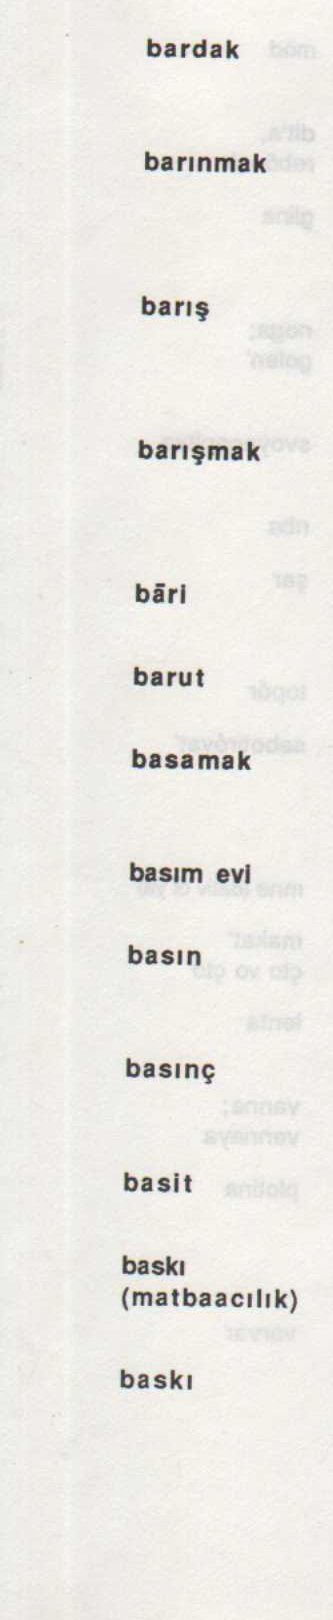 bardak
barınmak
barış
barışmak
bāri
barut
basamak
basım evi
basın
basınç
basit
baskı
(matbaacılık)
baskı